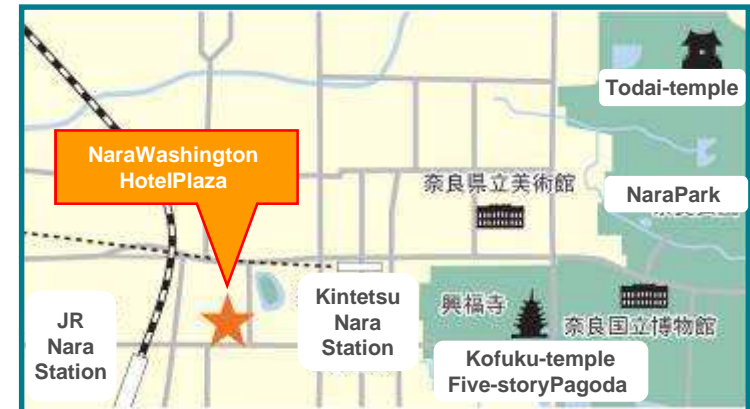 Todai-temple
NaraWashington
HotelPlaza
奈良県立美術館
NaraPark
Kintetsu
Nara
Station
興福寺
奈良国立博物館
JR
Nara
Station
Kofuku-temple
Five-storyPagoda